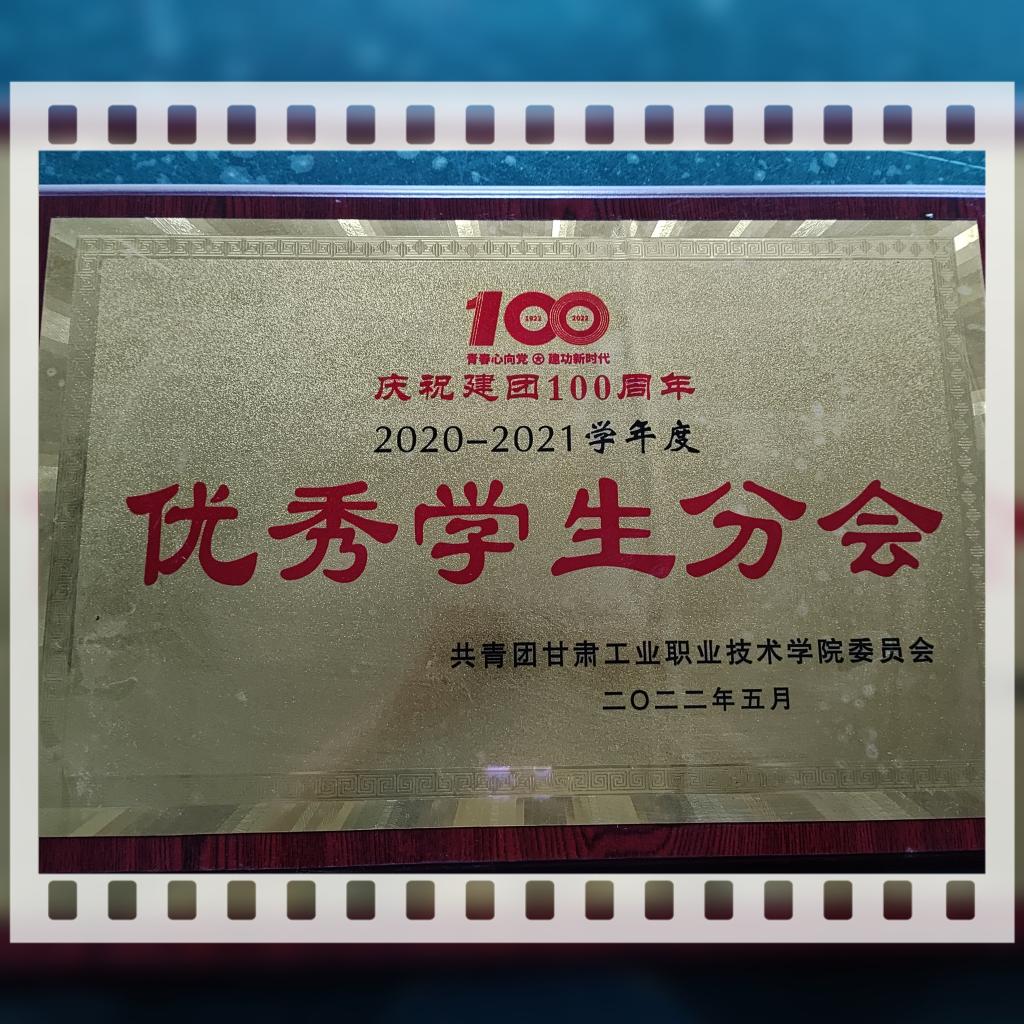 100
1922 2022
青春心向党 建功新时代
庆祝建团100周年
2020-2021学年度
优秀学生分会
共青团甘肃工业职业技术学院委员会
二〇二二年五月